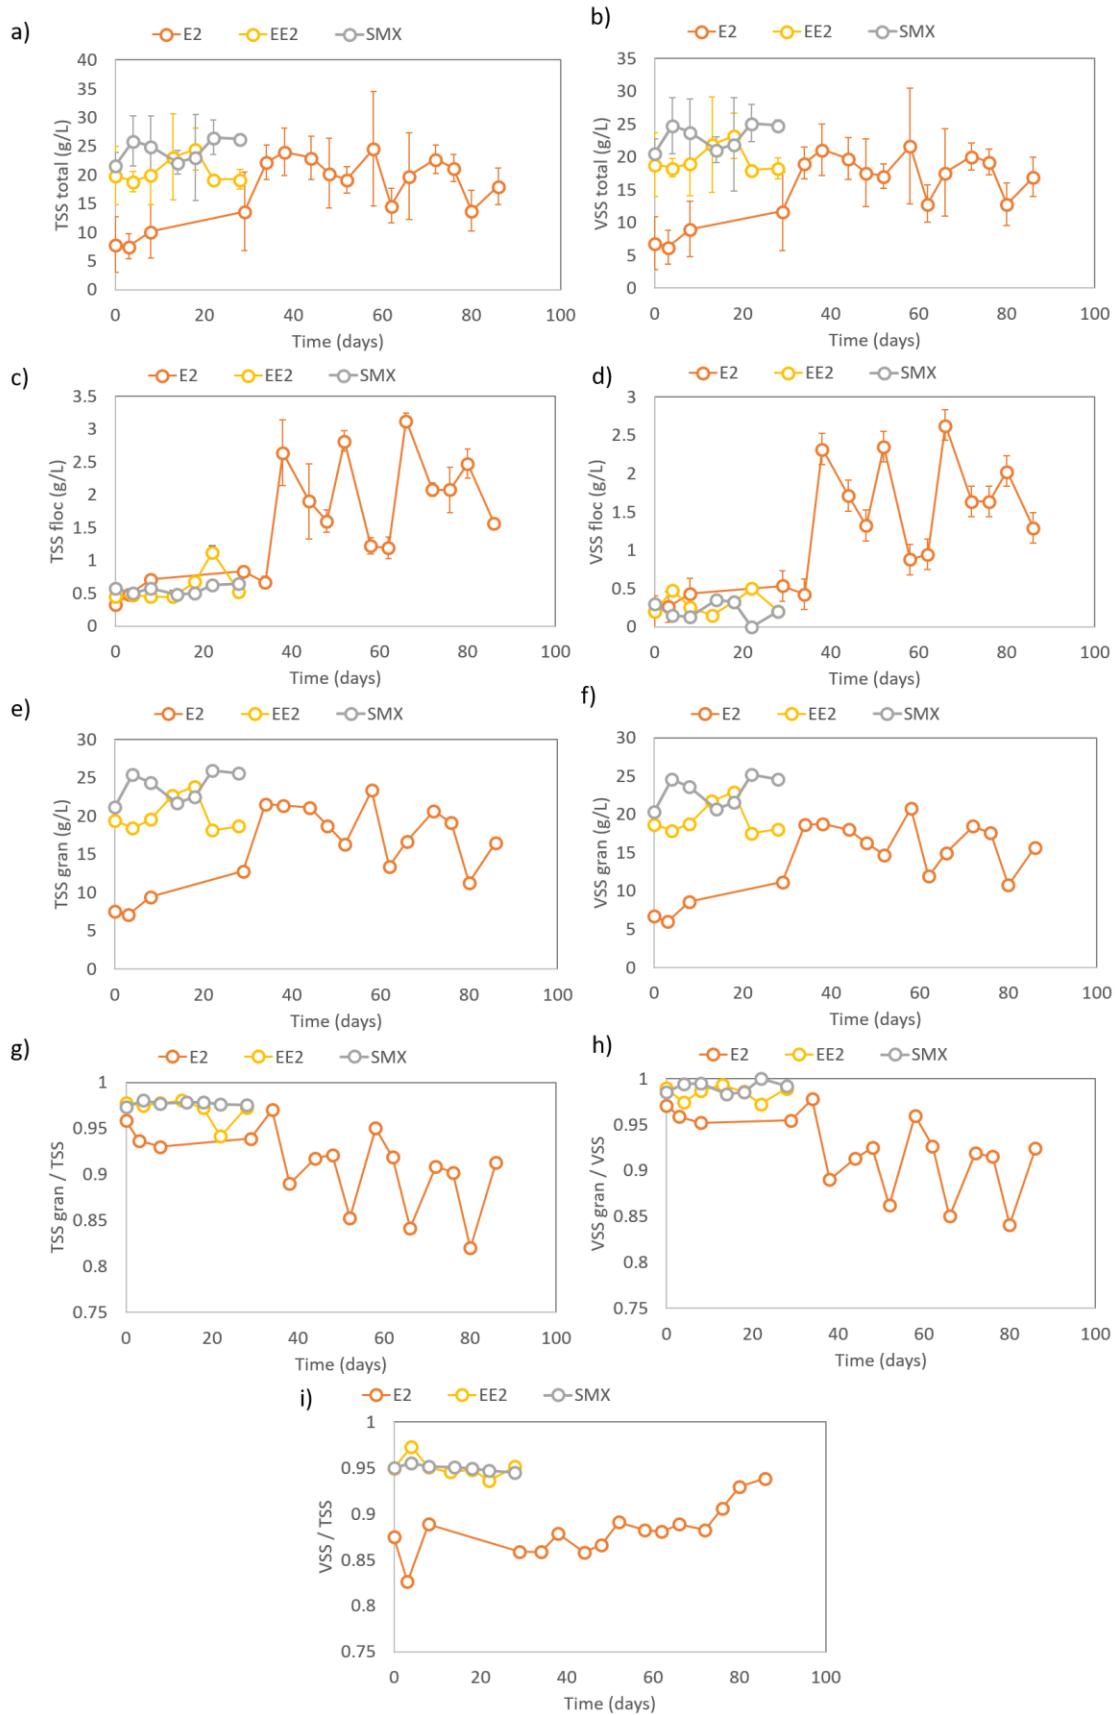 a)
E2 EE2 SMX
TSS total (g/L)
40
35
30
25
20
15
10
5
0
0 20 40 60 80 100
Time (days)
b)
E2 EE2 SMX
VSS total (g/L)
35
30
25
20
15
10
5
0
0 20 40 60 80 100
Time (days)
c)
E2 EE2 SMX
TSS floc (g/L)
3.5
3
2.5
2
1.5
1
0.5
0
0 20 40 60 80 100
Time (days)
d)
E2 EE2 SMX
VSS floc (g/L)
3
2.5
2
1.5
1
0.5
0
0 20 40 60 80 100
Time (days)
e)
E2 EE2 SMX
TSS gran (g/L)
30
25
20
15
10
5
0
0 20 40 60 80 100
Time (days)
f)
E2 EE2 SMX
VSS gran (g/L)
30
25
20
15
10
5
0
0 20 40 60 80 100
Time (days)
g)
E2 EE2 SMX
TSS gran / TSS
1
0.95
0.9
0.85
0.8
0.75
0 20 40 60 80 100
Time (days)
h)
E2 EE2 SMX
VSS gran / VSS
1
0.95
0.9
0.85
0.8
0.75
0 20 40 60 80 100
Time (days)
i)
E2 EE2 SMX
VSS / TSS
1
0.95
0.9
0.85
0.8
0.75
0 20 40 60 80 100
Time (days)